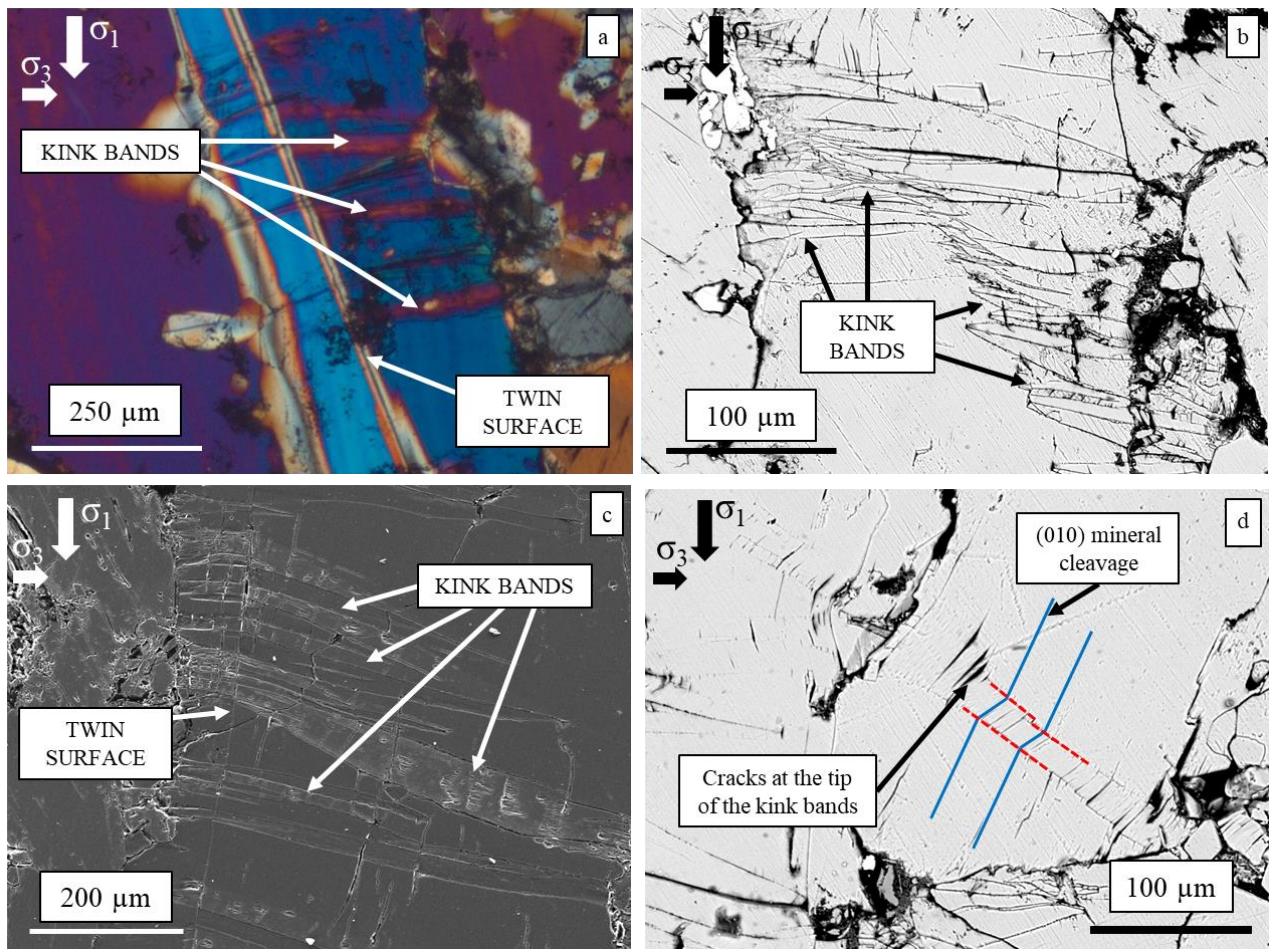 a
σ1
σ3
KINK BANDS
TWIN
SURFACE
250 µm
b
σ1
σ3
KINK
BANDS
100 µm
c
σ1
σ3
KINK BANDS
TWIN
SURFACE
200 µm
d
σ1
σ3
(010) mineral
cleavage
Cracks at the tip
of the kink bands
100 µm